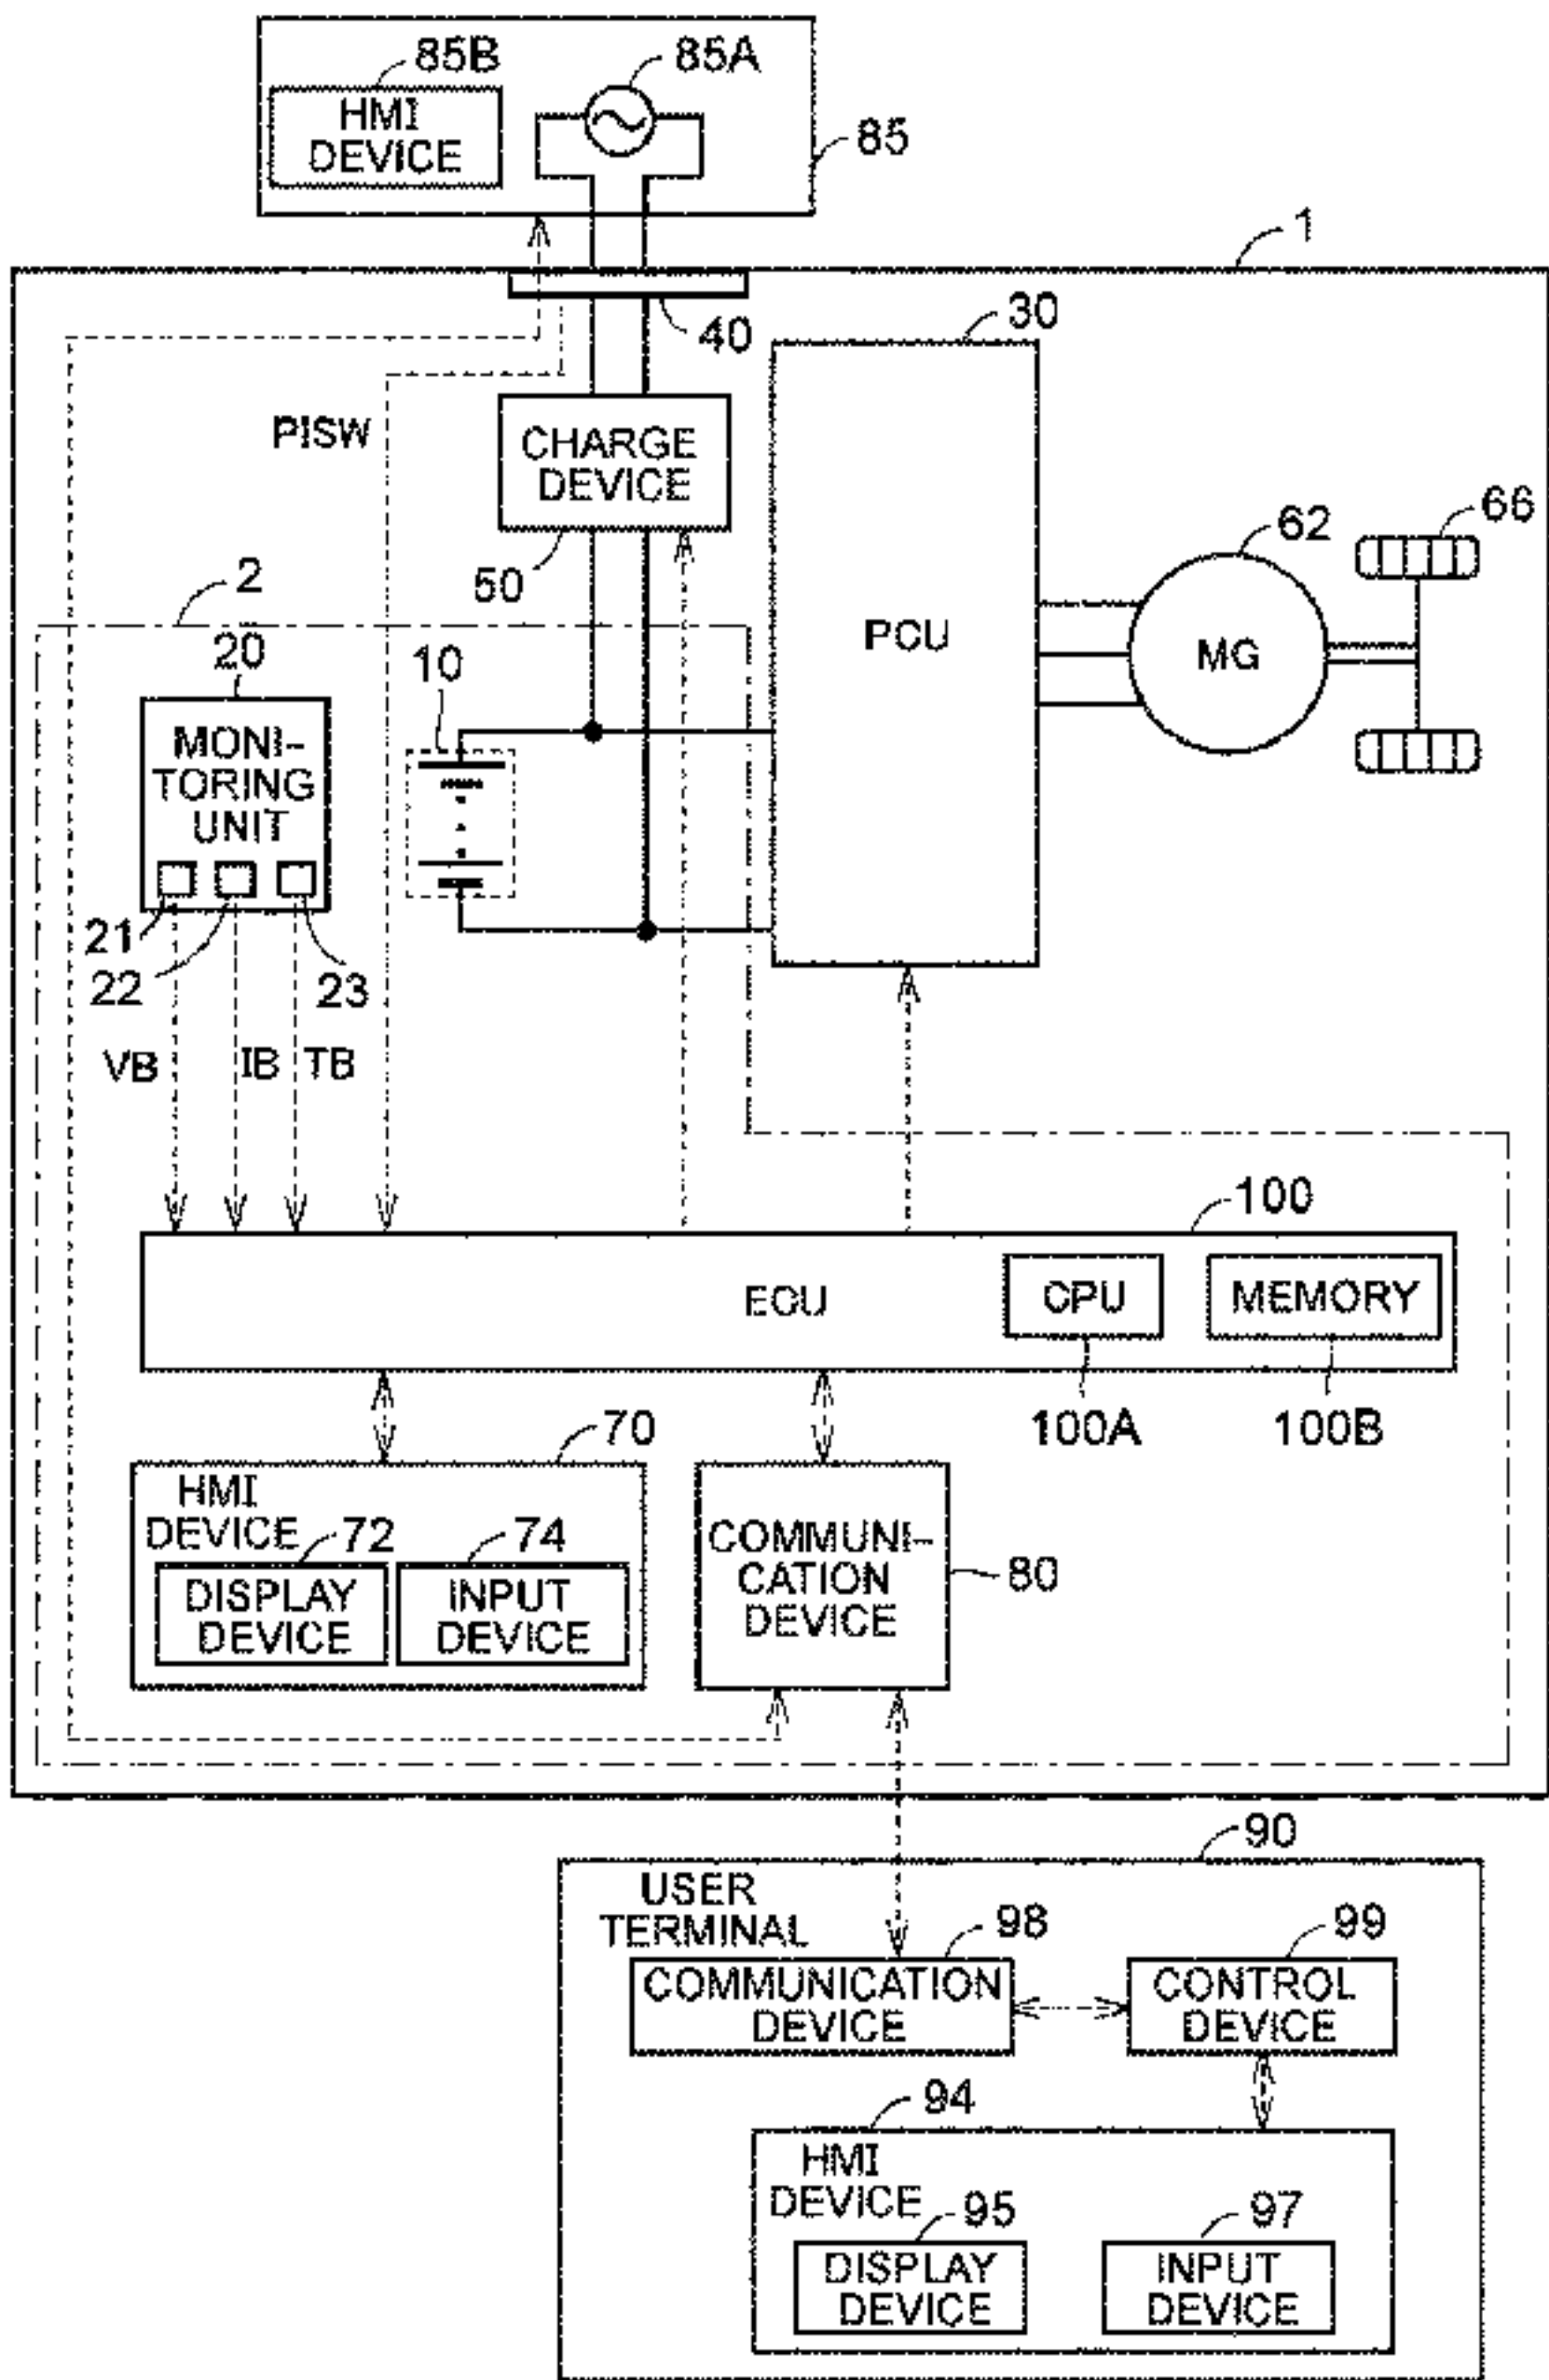 85B
85A
HMI
DEVICE
85
1
40
30
PISW
CHARGE
DEVICE
50
62
66
2
20
10
PCU
MG
MONI-
TORING
UNIT
21
22
23
VB
IB
TB
100
ECU
CPU
MEMORY
100A
100B
70
HMI
DEVICE
72
74
DISPLAY
DEVICE
INPUT
DEVICE
COMMUNI-
CATION
DEVICE
80
90
USER
TERMINAL
98
99
COMMUNICATION
DEVICE
CONTROL
DEVICE
94
HMI
DEVICE
95
97
DISPLAY
DEVICE
INPUT
DEVICE